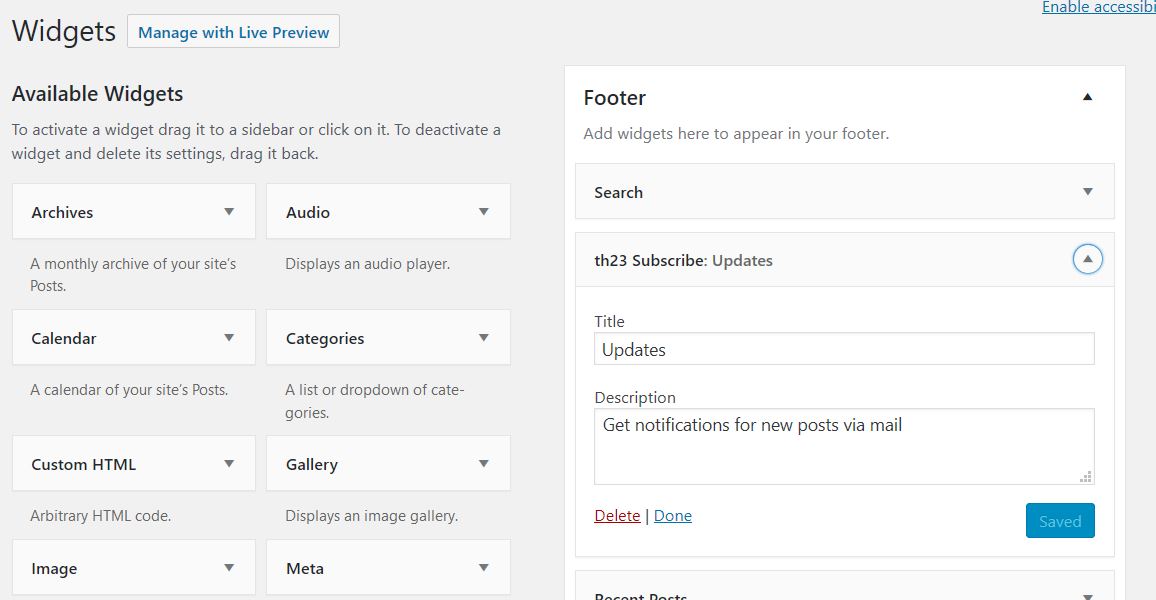 Enable accessibi
Widgets
Manage with Live Preview
Available Widgets
To activate a widget drag it to a sidebar or click on it. To deactivate a
widget and delete its settings, drag it back.
Archives
Audio
A monthly archive of your site’s
Posts.
Displays an audio player.
Calendar
Categories
A calendar of your site’s Posts.
A list or dropdown of cate-
gories.
Custom HTML
Gallery
Arbitrary HTML code.
Displays an image gallery.
Image
Meta
Footer
Add widgets here to appear in your footer.
Search
th23 Subscribe: Updates
Title
Updates
Description
Get notifications for new posts via mail
Delete | Done
Saved
Recent Posts